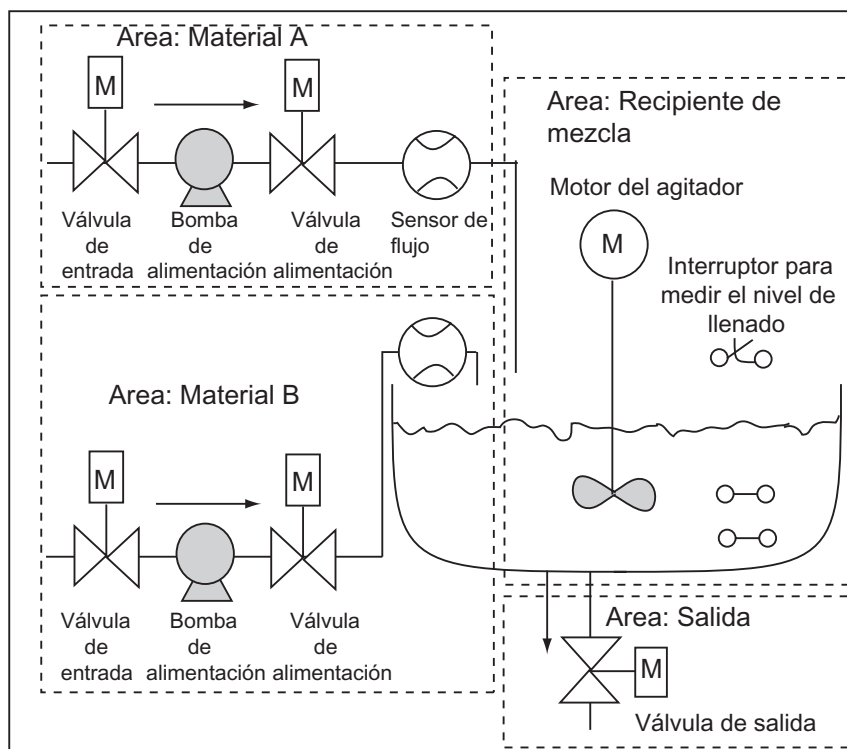 Area: Material A
M
M
Válvula
de
entrada
Bomba
de
alimentación
Válvula
de
alimentación
Sensor de
flujo
Area: Recipiente de
mezcla
Motor del agitador
M
Interruptor para
medir el nivel de
llenado
Area: Material B
M
M
Válvula
de
entrada
Bomba
de
alimentación
Válvula
de
alimentación
Area: Salida
M
Válvula de salida